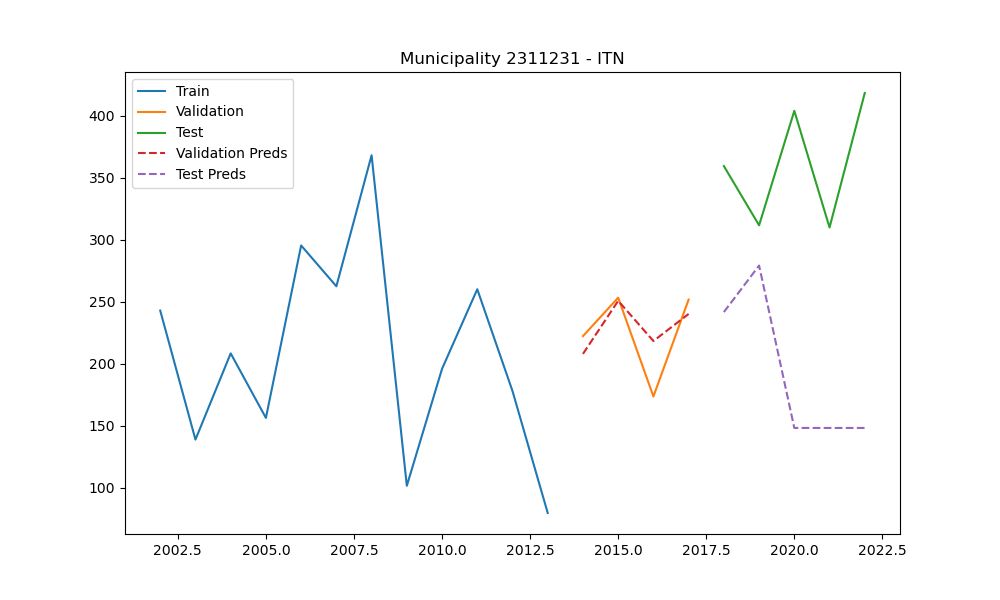 Municipality 2311231 - ITN
Train
Validation
Test
Validation Preds
Test Preds
400
350
300
250
200
150
100
2002.5 2005.0 2007.5 2010.0 2012.5 2015.0 2017.5 2020.0 2022.5